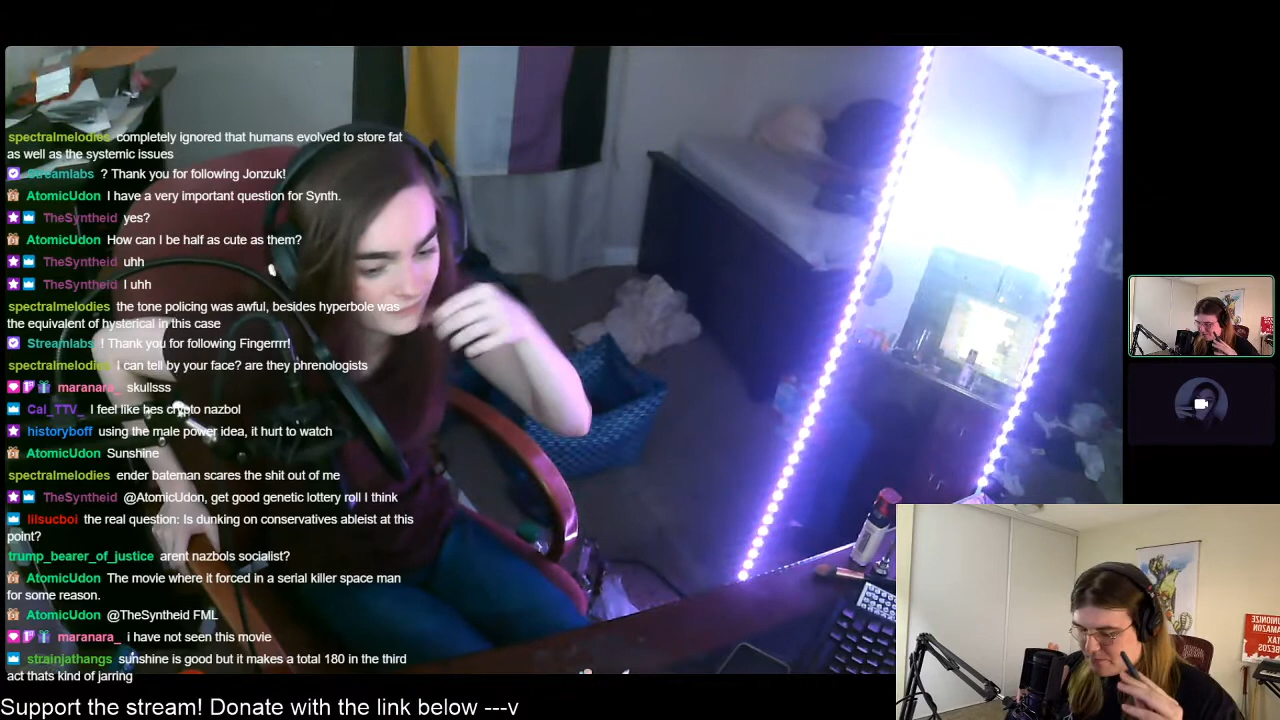 spectralmelodies completely ignored that humans evolved to store fat
as well as the systemic issues
Streamlabs ? Thank you for following Jonzuk!
AtomicUdon I have a very important question for Synth.
TheSyntheid yes?
AtomicUdon How can I be half as cute as them?
TheSyntheid uhh
TheSyntheid I uhh
spectralmelodies the tone policing was awful, besides hyperbole was
the equivalent of hysterical in this case
Streamlabs ! Thank you for following Fingerrrr!
spectralmelodies I can tell by your face? are they phrenologists
maranara_ skullsss
Cal_TTV_ I feel like hes crypto nazbol
historyboff using the male power idea, it hurt to watch
AtomicUdon Sunshine
spectralmelodies ender bateman scares the shit out of me
TheSyntheid @AtomicUdon, get good genetic lottery roll I think
lilsucboi the real question: Is dunking on conservatives ableist at this
point?
trump_bearer_of_justice arent nazbols socialist?
AtomicUdon The movie where it forced in a serial killer space man
for some reason.
AtomicUdon @TheSyntheid FML
maranara_ i have not seen this movie
strainjathangs sunshine is good but it makes a total 180 in the third
act thats kind of jarring
Support the stream! Donate with the link below ---v
UNIONIZE
AMAZON
TAX
BEZOS